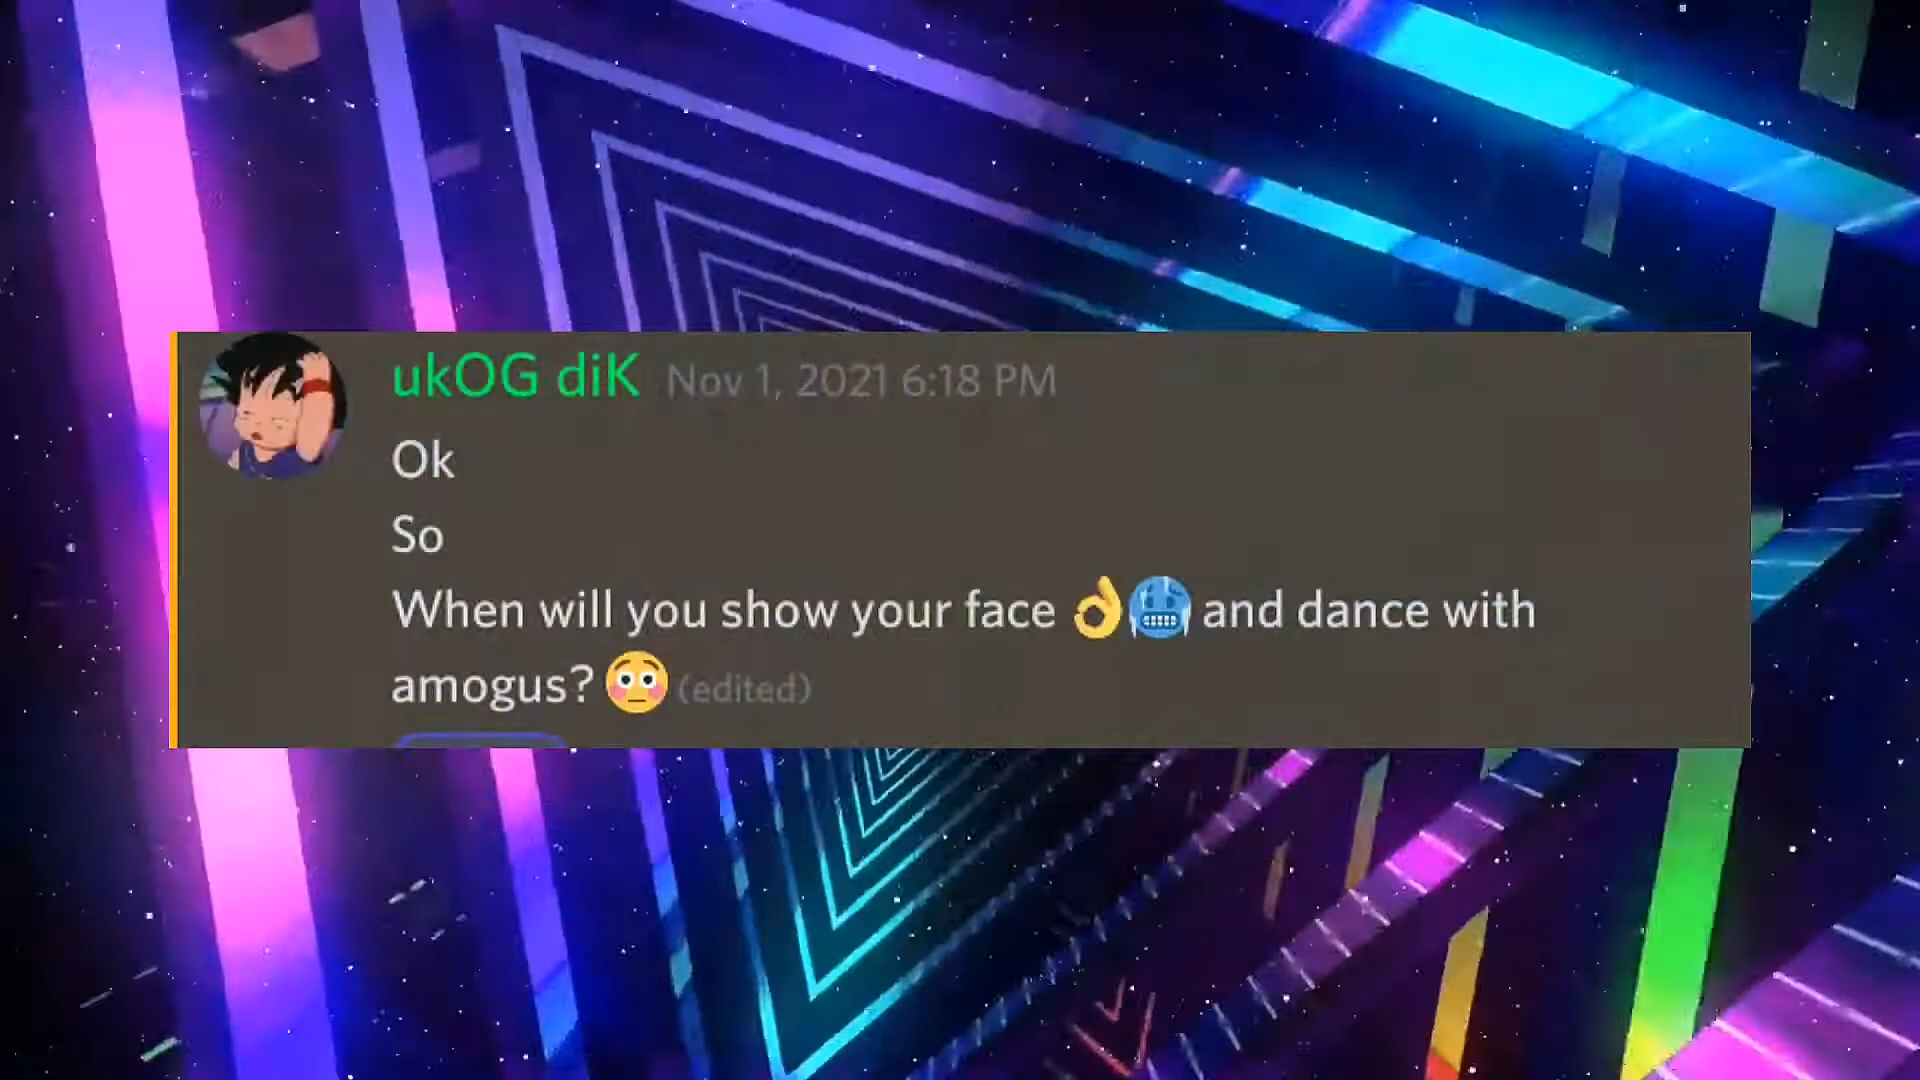 ukOG diK Nov 1, 2021 6:18 PM
Ok
So
When will you show your face 👌🥶 and dance with
amogus? 😳 (edited)